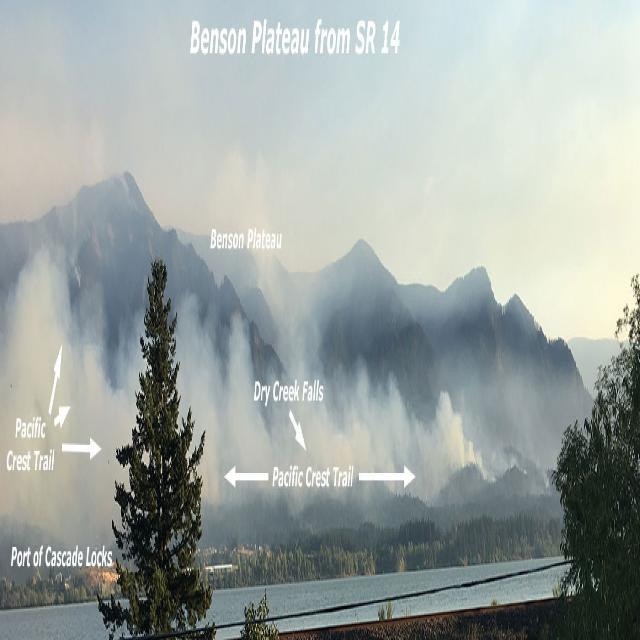 Benson Plateau from SR 14
Benson Plateau
Dry Creek Falls
Pacific
Crest Trail
Pacific Crest Trail
Port of Cascade Locks